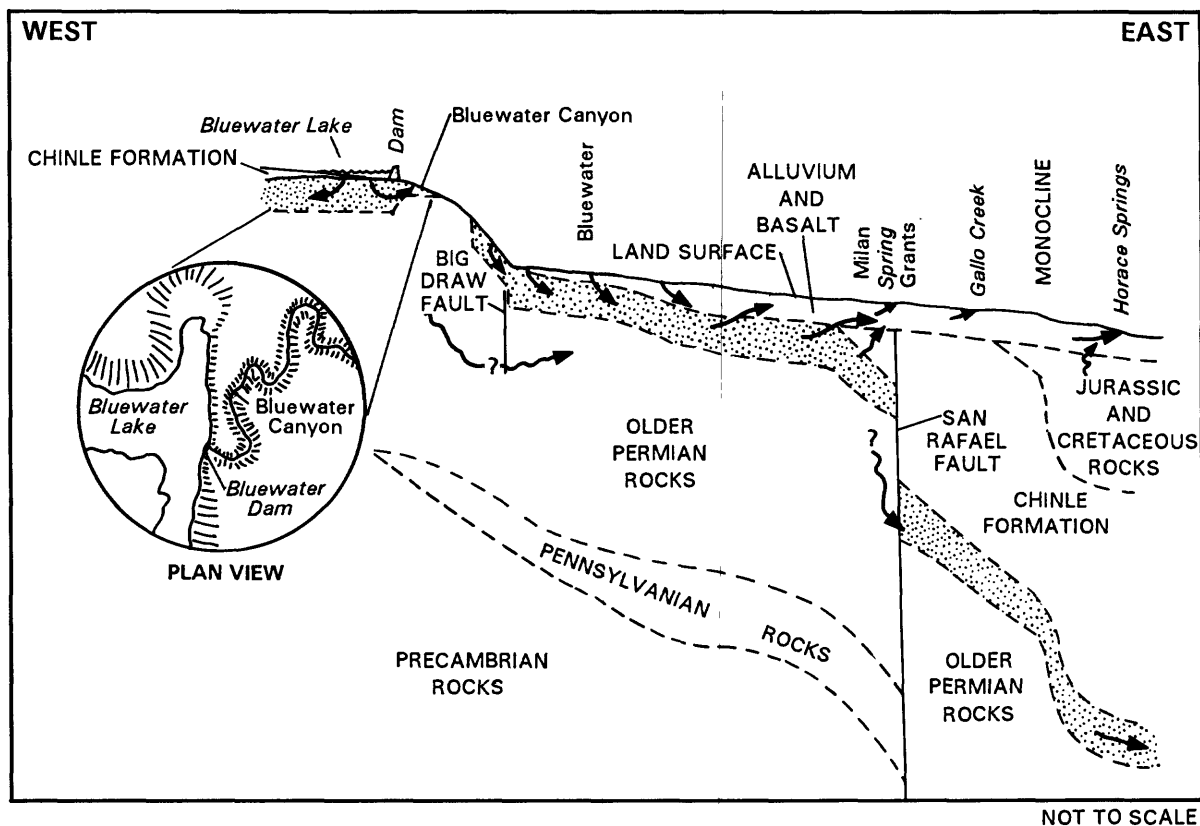 WEST
EAST
Bluewater Lake
Dam
Bluewater Canyon
CHINLE FORMATION
Bluewater
ALLUVIUM
AND
BASALT
LAND SURFACE
Milan
Spring
Grants
Gallo Creek
MONOCLINE
Horace Springs
BIG
DRAW
FAULT
?
Bluewater
Lake
Bluewater
Canyon
Bluewater
Dam
PLAN VIEW
OLDER
PERMIAN
ROCKS
?
SAN
RAFAEL
FAULT
JURASSIC
AND
CRETACEOUS
ROCKS
CHINLE
FORMATION
PENNSYLVANIAN
ROCKS
PRECAMBRIAN
ROCKS
OLDER
PERMIAN
ROCKS
NOT TO SCALE